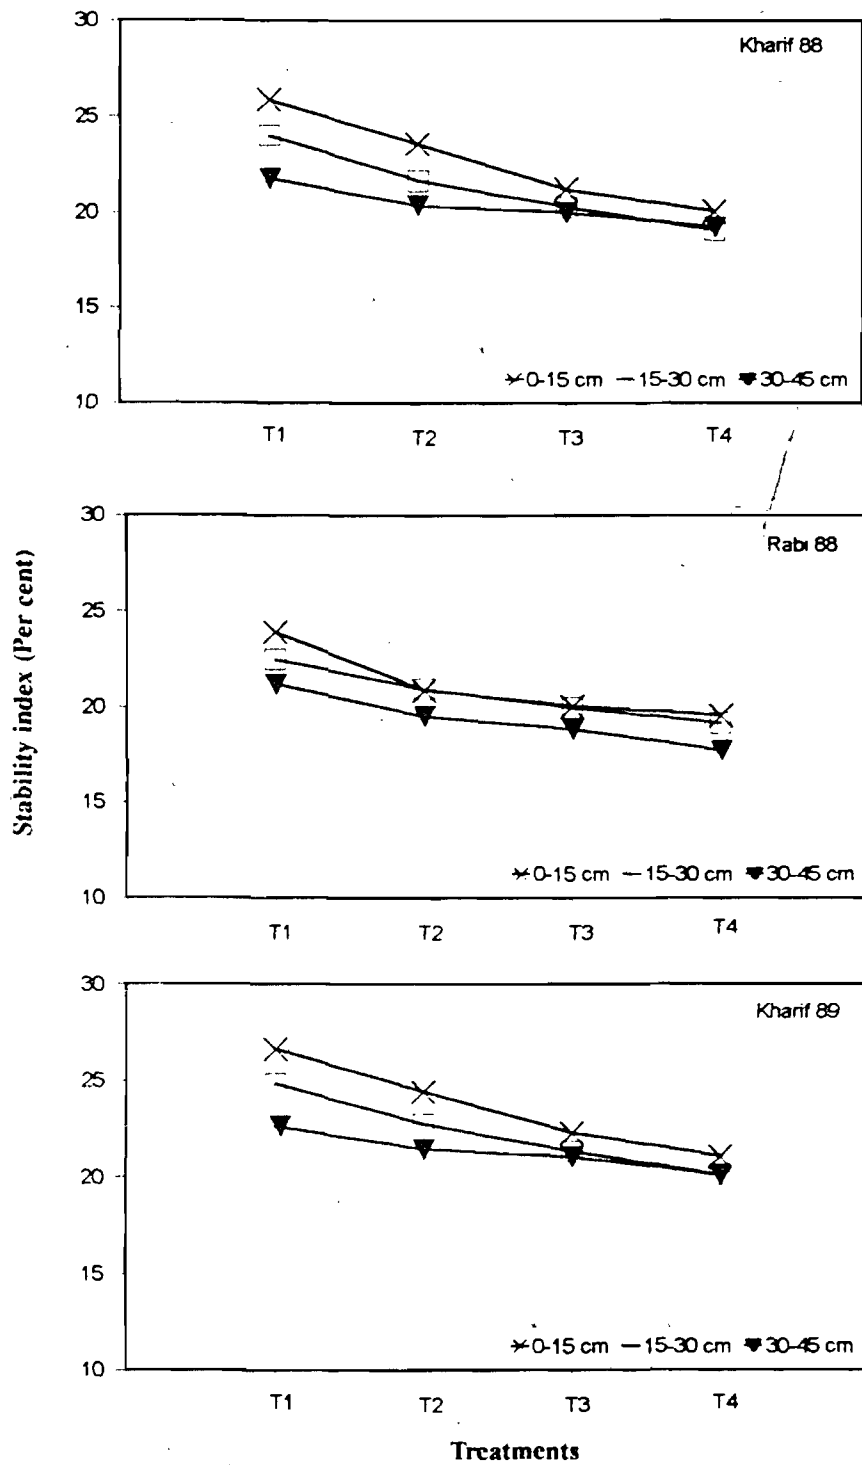 30
Kharif 88
25
20
15
0-15 cm 15-30 cm 30-45 cm
10
T1 T2 T3 T4
Stability index (Per cent)
30
Rabi 88
25
20
15
0-15 cm 15-30 cm 30-45 cm
10
T1 T2 T3 T4
30
Kharif 89
25
20
15
0-15 cm 15-30 cm 30-45 cm
10
T1 T2 T3 T4
Treatments